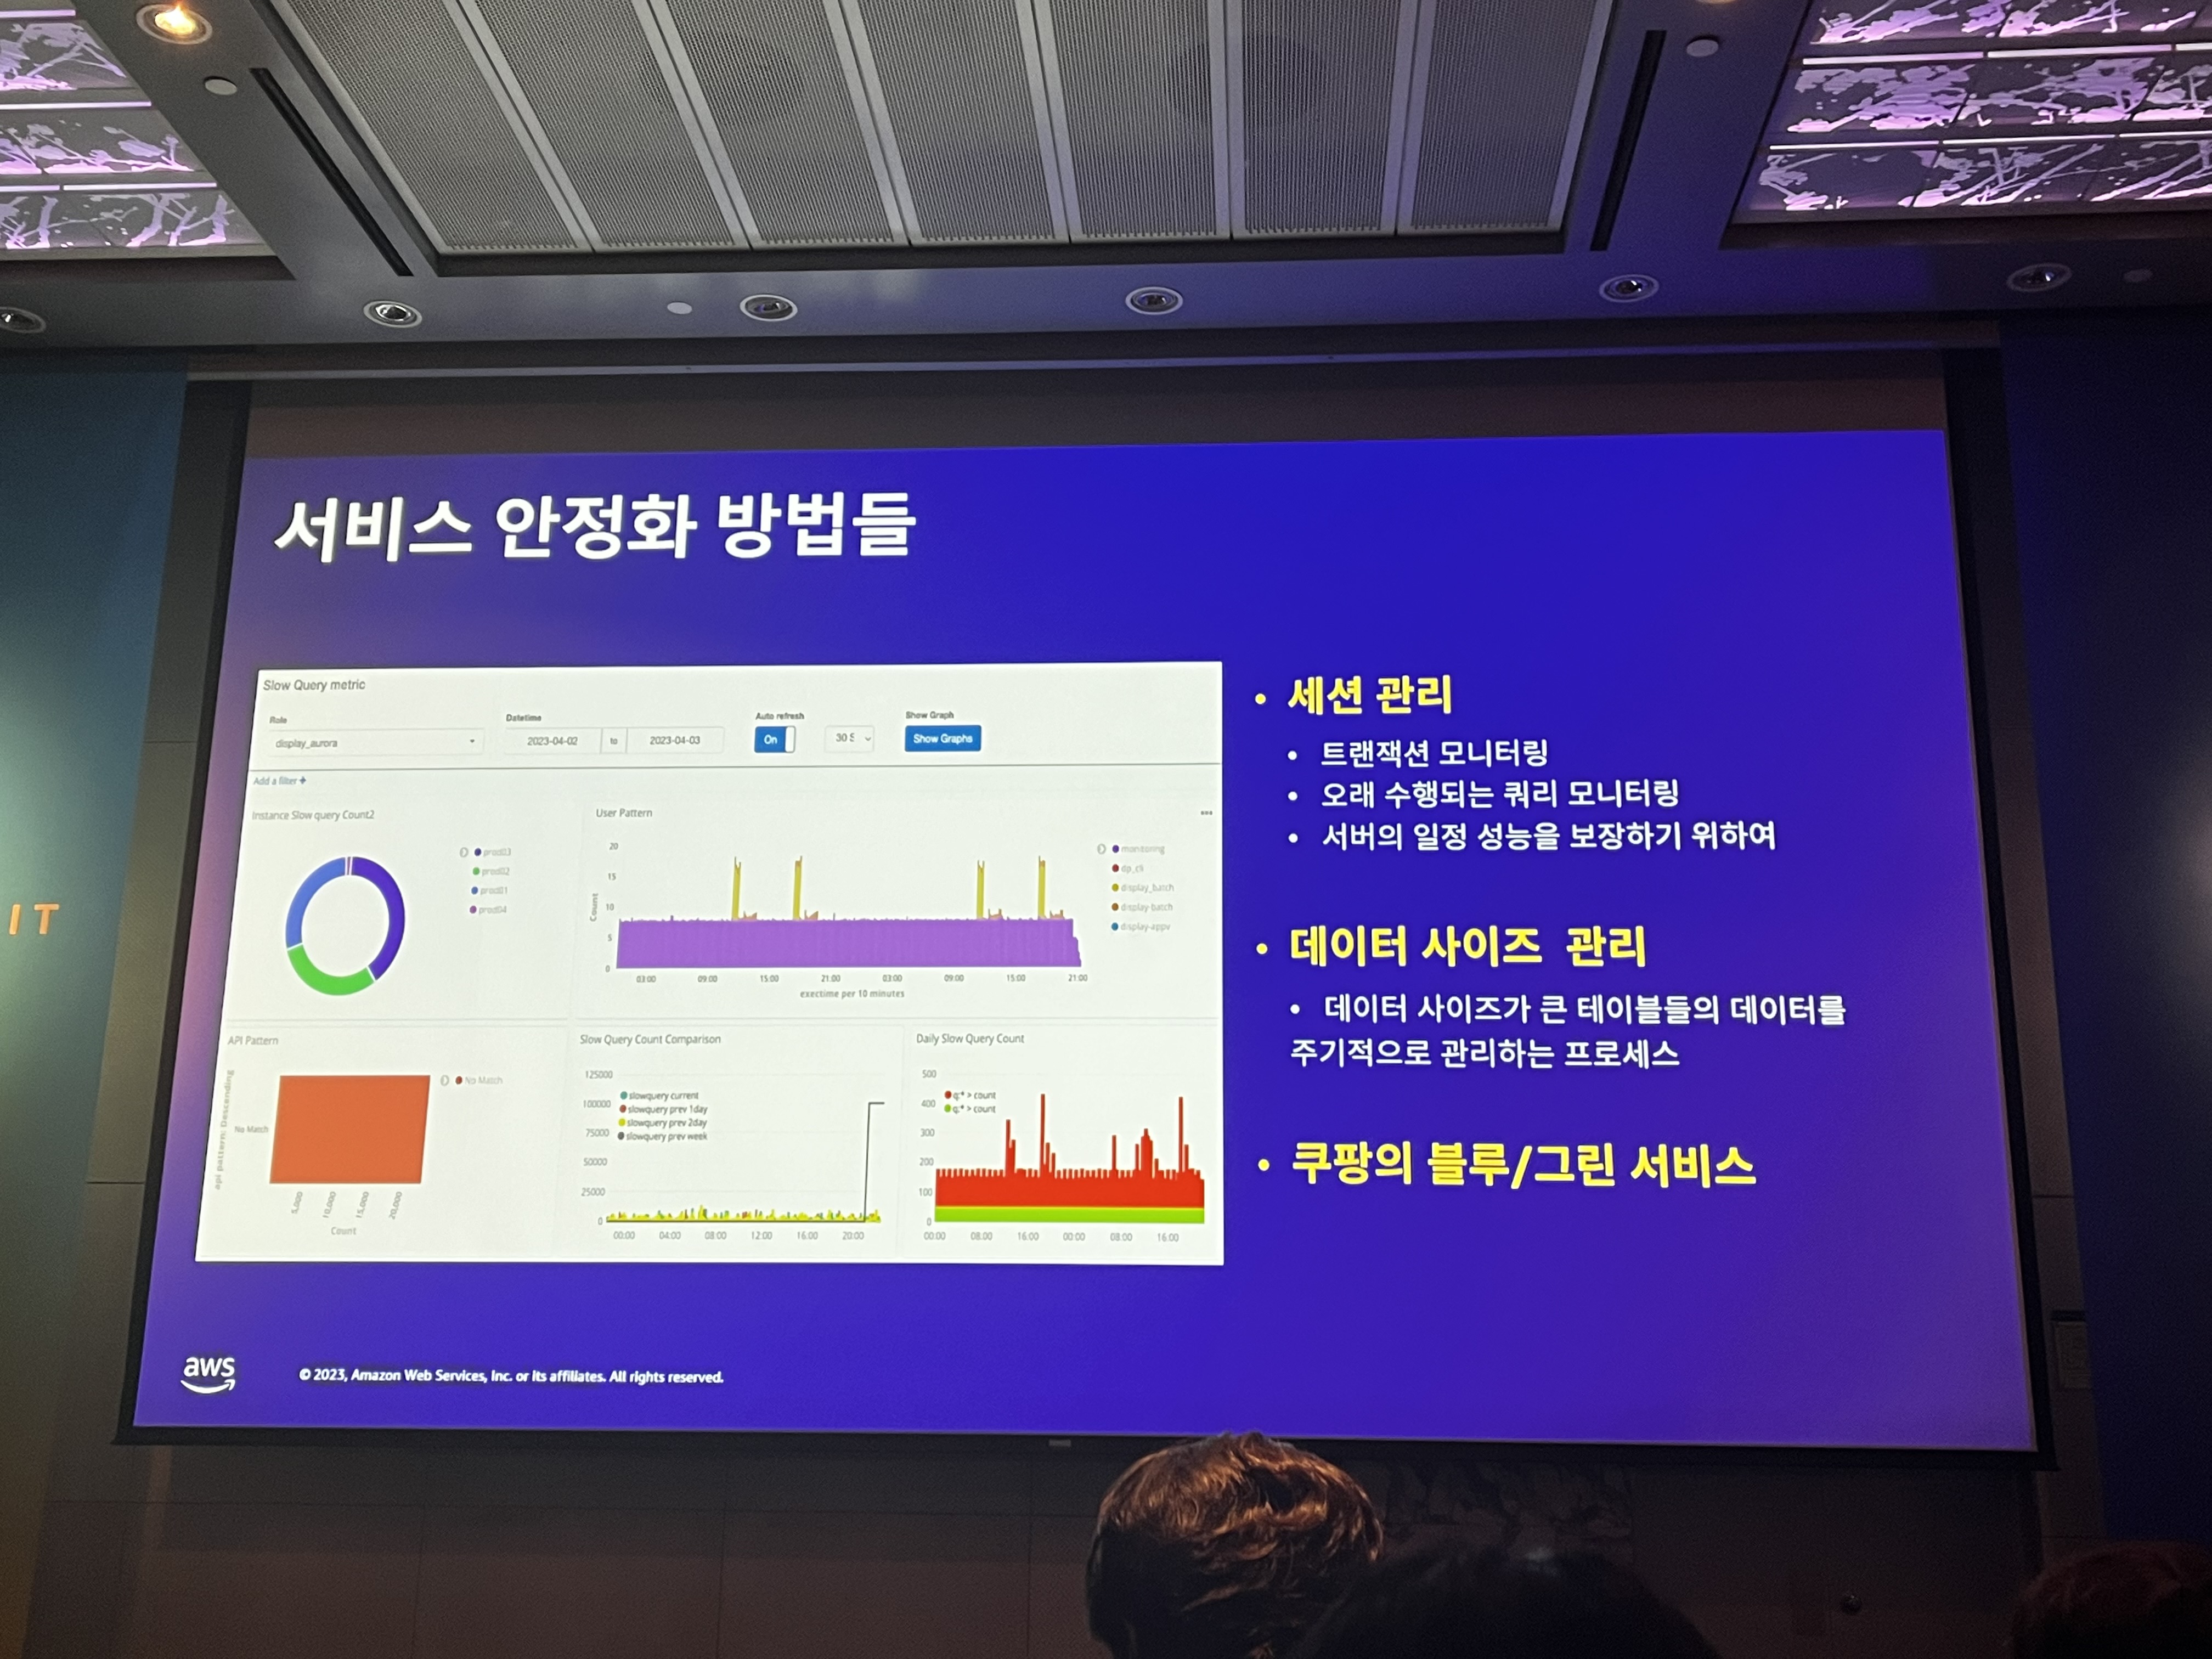 서비스 안정화 방법들
Slow Query metric
Role
Datetime
Auto refresh
Show Graph
display_aurora
2023-04-02
to
2023-04-03
On
30 S
Show Graphs
Add a filter +
Instance Slow query Count2
prod03
prod02
prod01
prod04
User Pattern
20
15
10
5
0
Count
03:00
09:00
15:00
21:00
03:00
09:00
15:00
21:00
exectime per 10 minutes
monitoring
dp_cli
display_batch
display-batch
display-appv
API Pattern
api pattern: Descending
No Match
No Match
5,000
10,000
15,000
20,000
Count
Slow Query Count Comparison
125000
100000
75000
50000
25000
0
slowquery current
slowquery prev 1day
slowquery prev 2day
slowquery prev week
00:00
04:00
08:00
12:00
16:00
20:00
Daily Slow Query Count
500
400
300
200
100
0
q:* > count
q:* > count
00:00
08:00
16:00
00:00
08:00
16:00
• 세션 관리
• 트랜잭션 모니터링
• 오래 수행되는 쿼리 모니터링
• 서버의 일정 성능을 보장하기 위하여
• 데이터 사이즈 관리
• 데이터 사이즈가 큰 테이블들의 데이터를
주기적으로 관리하는 프로세스
• 쿠팡의 블루/그린 서비스
aws
© 2023, Amazon Web Services, Inc. or its affiliates. All rights reserved.
IT